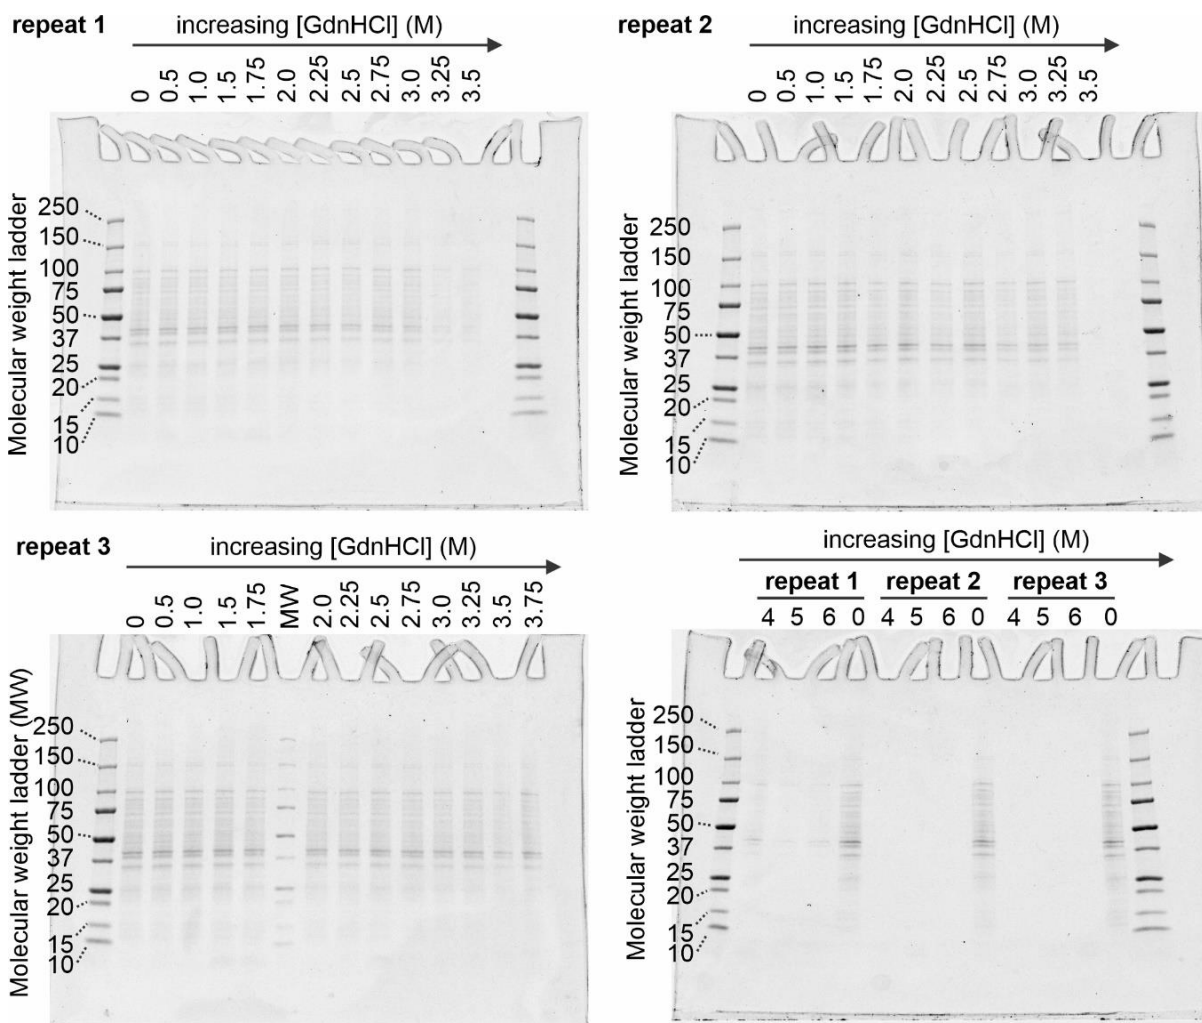 repeat 1
increasing [GdnHCl] (M)
0 0.5 1.0 1.5 1.75 2.0 2.25 2.5 2.75 3.0 3.25 3.5
Molecular weight ladder
250
150
100
75
50
37
25
20
15
10
repeat 2
increasing [GdnHCl] (M)
0 0.5 1.0 1.5 1.75 2.0 2.25 2.5 2.75 3.0 3.25 3.5
Molecular weight ladder
250
150
100
75
50
37
25
20
15
10
repeat 3
increasing [GdnHCl] (M)
0 0.5 1.0 1.5 1.75 MW 2.0 2.25 2.5 2.75 3.0 3.25 3.5 3.75
Molecular weight ladder (MW)
250
150
100
75
50
37
25
20
15
10
increasing [GdnHCl] (M)
repeat 1 repeat 2 repeat 3
4 5 6 0 4 5 6 0 4 5 6 0
Molecular weight ladder
250
150
100
75
50
37
25
20
15
10